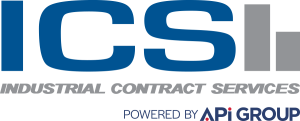 ICS
INDUSTRIAL CONTRACT SERVICES
POWERED BY APi GROUP